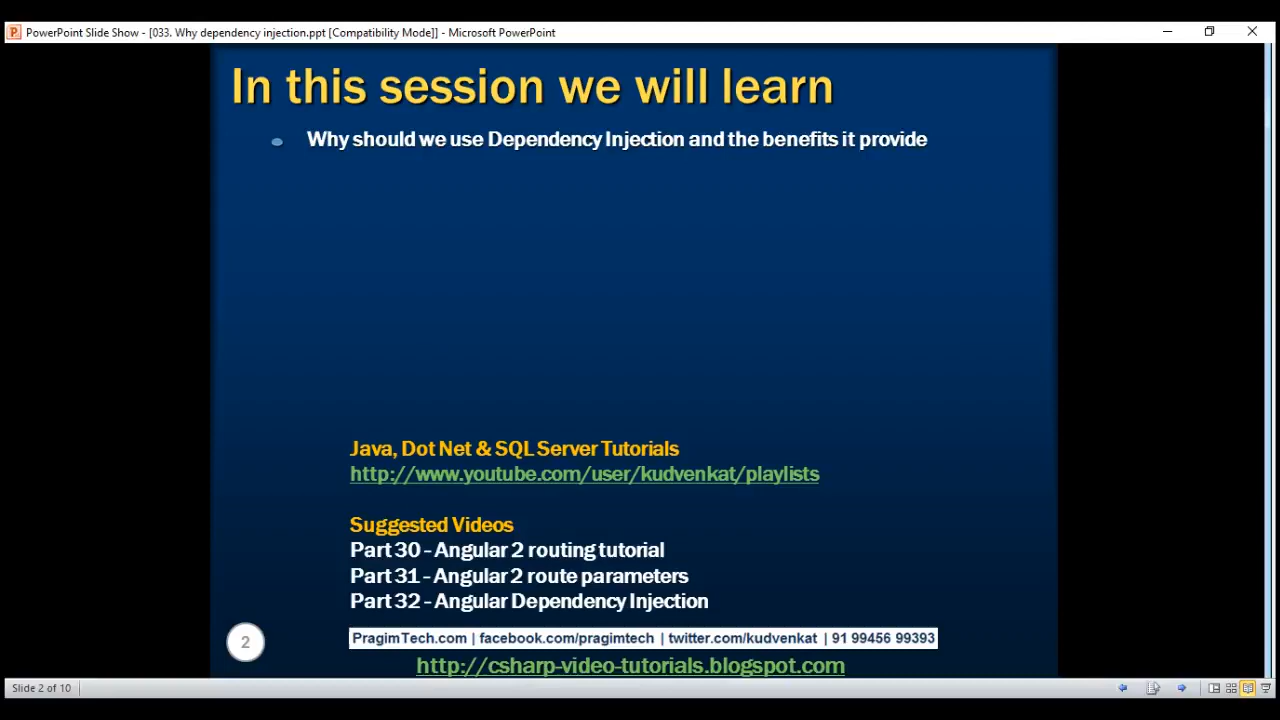 PowerPoint Slide Show - [033. Why dependency injection.ppt [Compatibility Mode]] - Microsoft PowerPoint
In this session we will learn
Why should we use Dependency Injection and the benefits it provide
Java, Dot Net & SQL Server Tutorials
http://www.youtube.com/user/kudvenkat/playlists
Suggested Videos
Part 30 - Angular 2 routing tutorial
Part 31 - Angular 2 route parameters
Part 32 - Angular Dependency Injection
2
PragimTech.com | facebook.com/pragimtech | twitter.com/kudvenkat | 91 99456 99393
http://csharp-video-tutorials.blogspot.com
Slide 2 of 10